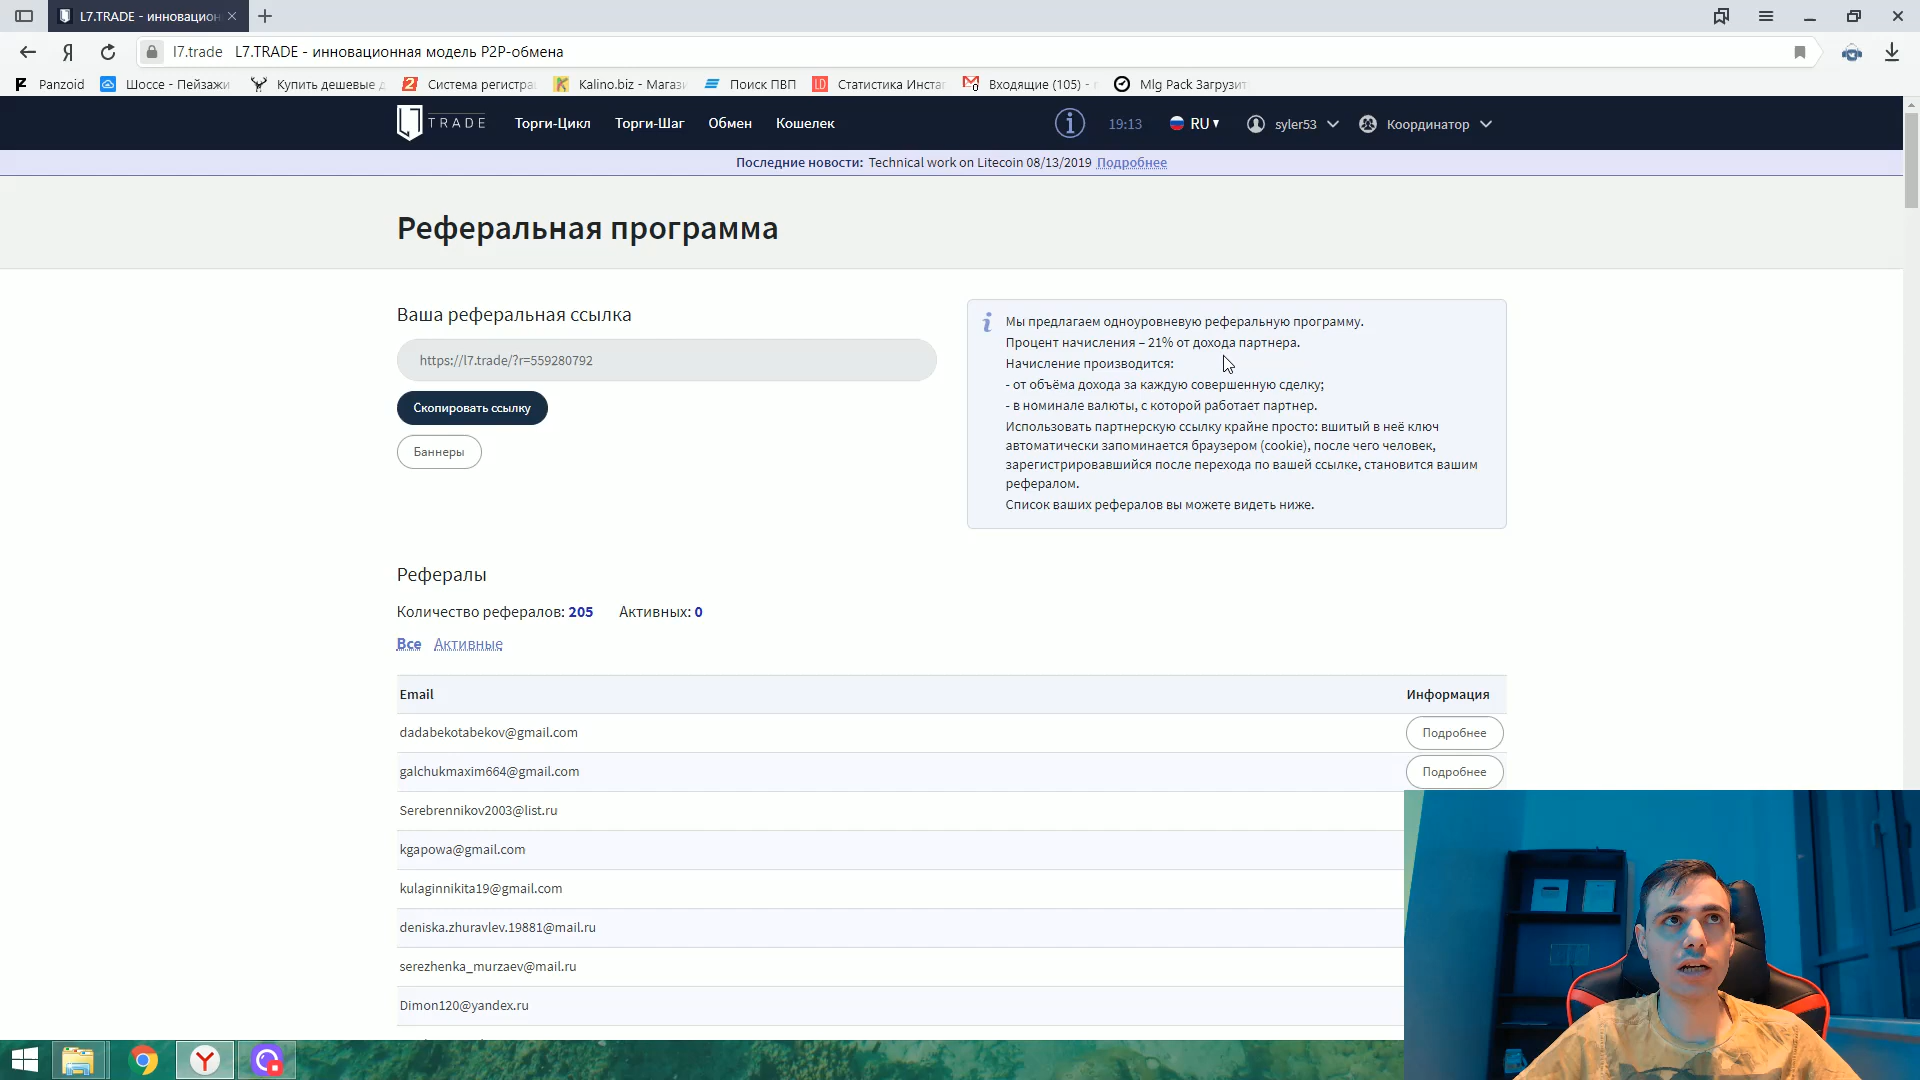 L7.TRADE - инновацион
l7.trade L7.TRADE - инновационная модель P2P-обмена
Panzoid
Шоссе - Пейзажи
Купить дешевые
Система регистра
Kalino.biz - Магази
Поиск ПВП
Статистика Инстаг
Входящие (105) -
Mlg Pack Загрузит
TRADE
Торги-Цикл
Торги-Шаг
Обмен
Кошелек
19:13
RU
syler53
Координатор
Последние новости: Technical work on Litecoin 08/13/2019 Подробнее
Реферальная программа
Ваша реферальная ссылка
https://l7.trade/?r=559280792
Скопировать ссылку
Баннеры
Мы предлагаем одноуровневую реферальную программу.
Процент начисления – 21% от дохода партнера.
Начисление производится:
- от объёма дохода за каждую совершенную сделку;
- в номинале валюты, с которой работает партнер.
Использовать партнерскую ссылку крайне просто: вшитый в неё ключ
автоматически запоминается браузером (cookie), после чего человек,
зарегистрировавшийся после перехода по вашей ссылке, становится вашим
рефералом.
Список ваших рефералов вы можете видеть ниже.
Рефералы
Количество рефералов: 205 Активных: 0
Все Активные
Email Информация
dadabekotabekov@gmail.com Подробнее
galchukmaxim664@gmail.com Подробнее
Serebrennikov2003@list.ru
kgapowa@gmail.com
kulaginnikita19@gmail.com
deniska.zhuravlev.19881@mail.ru
serezhenka_murzaev@mail.ru
Dimon120@yandex.ru